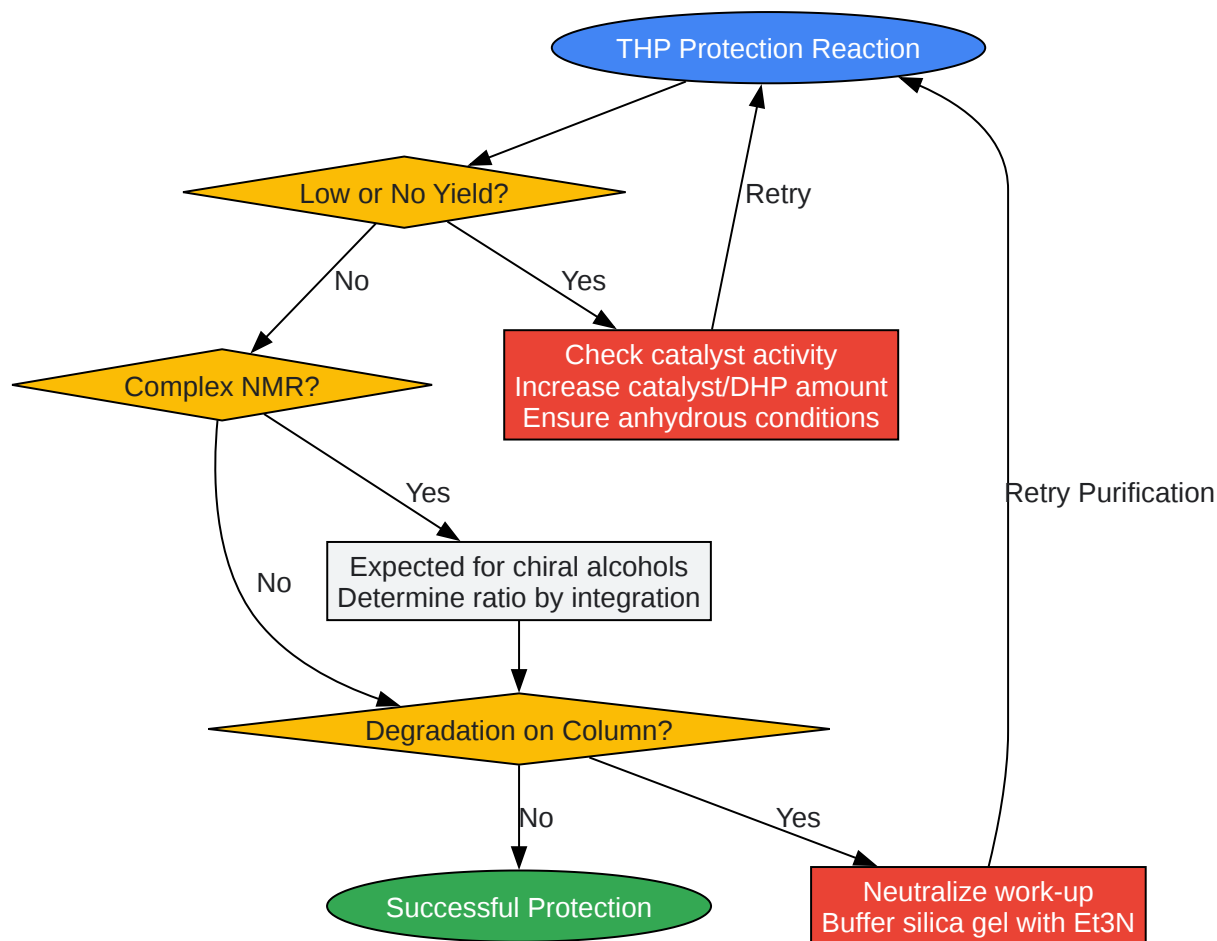 THP Protection Reaction
Low or No Yield?
Retry
No
Yes
Check catalyst activity
Increase catalyst/DHP amount
Ensure anhydrous conditions
Complex NMR?
Yes
Retry Purification
No
Expected for chiral alcohols
Determine ratio by integration
Degradation on Column?
No
Yes
Successful Protection
Neutralize work-up
Buffer silica gel with Et3N